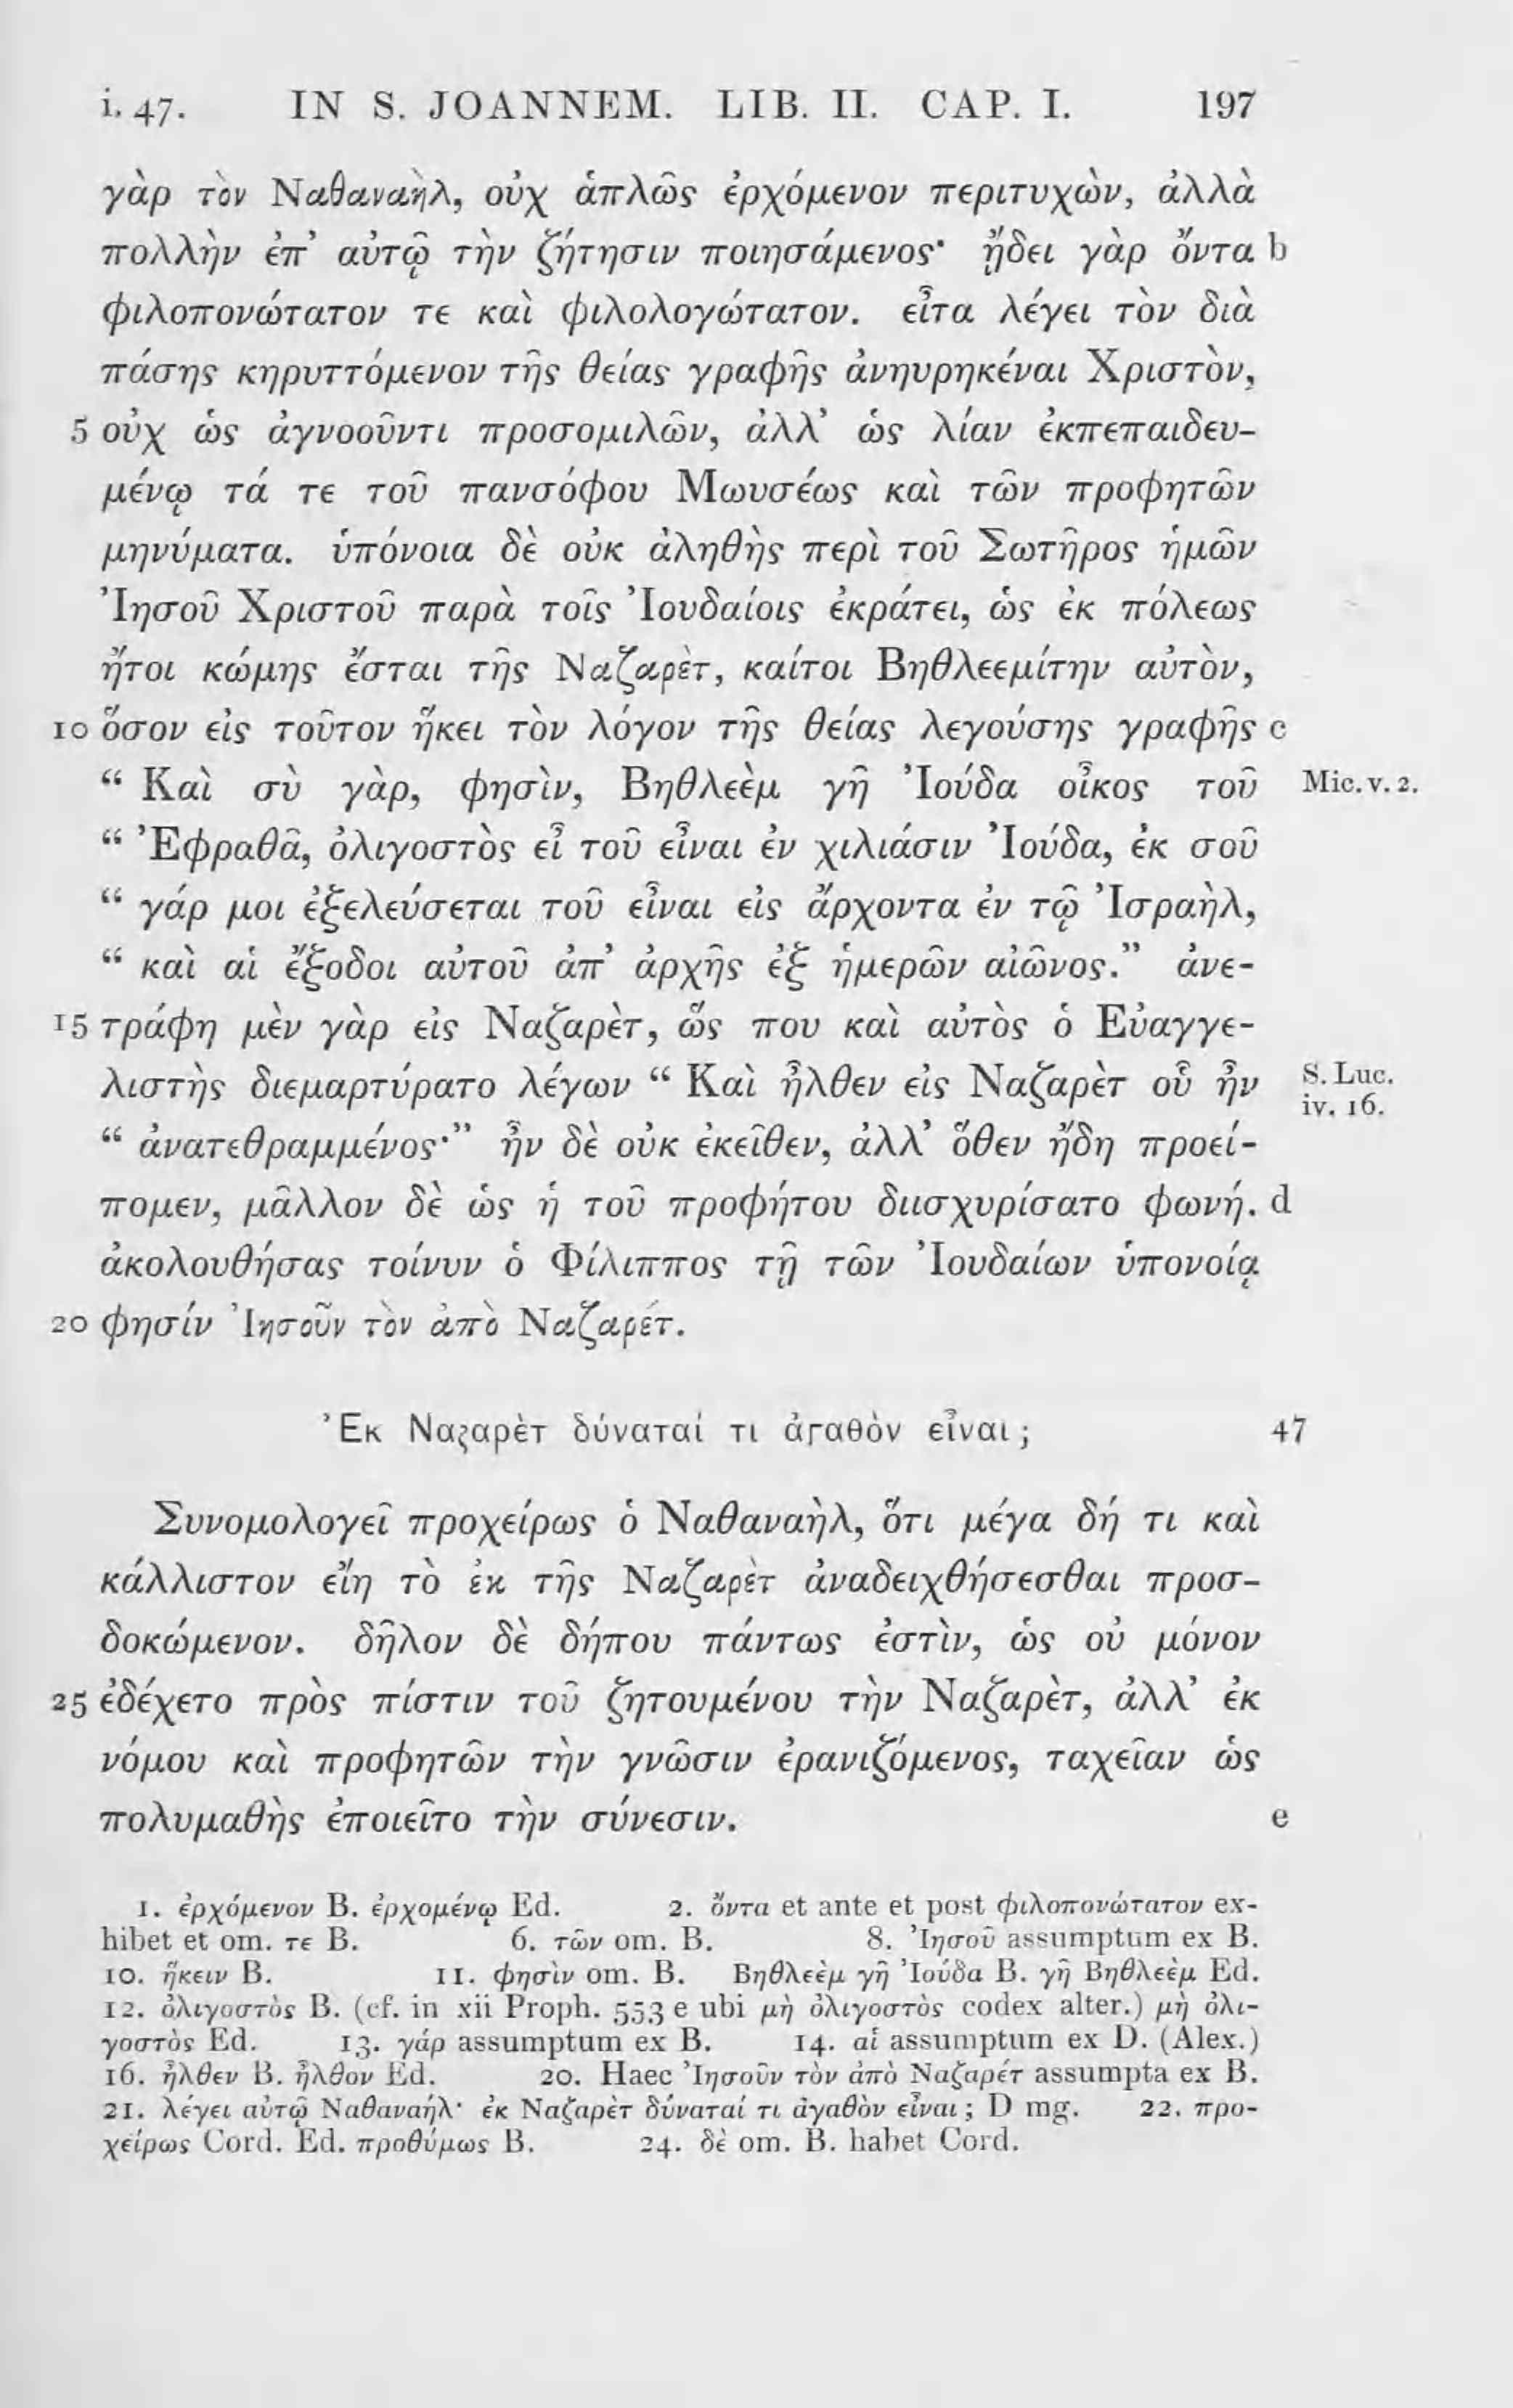 i. 47. IN S. JOANNEM. LIB. II. CAP. I. 197
γὰρ τὸν Ναθαναὴλ, οὐχ ἁπλῶς ἐρχόμενον περιτυχὼν, ἀλλὰ
πολλὴν ἐπ’ αὐτῷ τὴν ζήτησιν ποιησάμενος· ᾔδει γὰρ ὄντα b
φιλοπονώτατον τε καὶ φιλολογώτατον. εἶτα λέγει τὸν διὰ
πάσης κηρυττόμενον τῆς θείας γραφῆς ἀνηυρηκέναι Χριστὸν,
5 οὐχ ὡς ἀγνοοῦντι προσομιλῶν, ἀλλ’ ὡς λίαν ἐκπεπαιδευ-
μένῳ τά τε τοῦ πανσόφου Μωυσέως καὶ τῶν προφητῶν
μηνύματα. ὑπόνοια δὲ οὐκ ἀληθὴς περὶ τοῦ Σωτῆρος ἡμῶν
Ἰησοῦ Χριστοῦ παρὰ τοῖς Ἰουδαίοις ἐκράτει, ὡς ἐκ πόλεως
ἤτοι κώμης ἔσται τῆς Ναζαρὲτ, καίτοι Βηθλεεμίτην αὐτὸν,
10 ὅσον εἰς τοῦτον ἥκει τὸν λόγον τῆς θείας λεγούσης γραφῆς c
“ Καὶ σὺ γὰρ, φησὶν, Βηθλεὲμ γῆ Ἰούδα οἶκος τοῦ Mic. v. 2.
“ Ἐφραθᾶ, ὀλιγοστὸς εἶ τοῦ εἶναι ἐν χιλιάσιν Ἰούδα, ἐκ σοῦ
“ γάρ μοι ἐξελεύσεται τοῦ εἶναι εἰς ἄρχοντα ἐν τῷ Ἰσραὴλ,
“ καὶ αἱ ἔξοδοι αὐτοῦ ἀπ’ ἀρχῆς ἐξ ἡμερῶν αἰῶνος.” ἀνε-
15 τράφη μὲν γὰρ εἰς Ναζαρὲτ, ὥς που καὶ αὐτὸς ὁ Εὐαγγε-
λιστὴς διεμαρτύρατο λέγων “ Καὶ ἦλθεν εἰς Ναζαρὲτ οὗ ἦν S. Luc. iv. 16.
“ ἀνατεθραμμένος·” ἦν δὲ οὐκ ἐκεῖθεν, ἀλλ’ ὅθεν ἤδη προεί-
πομεν, μᾶλλον δὲ ὡς ἡ τοῦ προφήτου διισχυρίσατο φωνή. d
ἀκολουθήσας τοίνυν ὁ Φίλιππος τῇ τῶν Ἰουδαίων ὑπονοίᾳ
20 φησίν Ἰησοῦν τὸν ἀπὸ Ναζαρέτ.
Ἐκ Ναζαρὲτ δύναταί τι ἀγαθὸν εἶναι ; 47
Συνομολογεῖ προχείρως ὁ Ναθαναὴλ, ὅτι μέγα δή τι καὶ
κάλλιστον εἴη τὸ ἐκ τῆς Ναζαρὲτ ἀναδειχθήσεσθαι προσ-
δοκώμενον. δῆλον δὲ δήπου πάντως ἐστὶν, ὡς οὐ μόνον
25 ἐδέχετο πρὸς πίστιν τοῦ ζητουμένου τὴν Ναζαρὲτ, ἀλλ’ ἐκ
νόμου καὶ προφητῶν τὴν γνῶσιν ἐρανιζόμενος, ταχεῖαν ὡς
πολυμαθὴς ἐποιεῖτο τὴν σύνεσιν. e
1. ἐρχόμενον B. ἐρχομένῳ Ed. 2. ὄντα et ante et post φιλοπονώτατον ex-
hibet et om. τε B. 6. τῶν om. B. 8. Ἰησοῦ assumptum ex B.
10. ἥκειν B. 11. φησὶν om. B. Βηθλεὲμ γῆ Ἰούδα B. γῆ Βηθλεὲμ Ed.
12. ὀλιγοστὸς B. (cf. in xii Proph. 553 e ubi μὴ ὀλιγοστὸς codex alter.) μὴ ὀλι-
γοστὸς Ed. 13. γάρ assumptum ex B. 14. αἱ assumptum ex D. (Alex.)
16. ἦλθεν B. ἦλθον Ed. 20. Haec Ἰησοῦν τὸν ἀπὸ Ναζαρέτ assumpta ex B.
21. λέγει αὐτῷ Ναθαναήλ· ἐκ Ναζαρὲτ δύναταί τι ἀγαθὸν εἶναι ; D mg. 22. προ-
χείρως Cord. Ed. προθύμως B. 24. δὲ om. B. habet Cord.